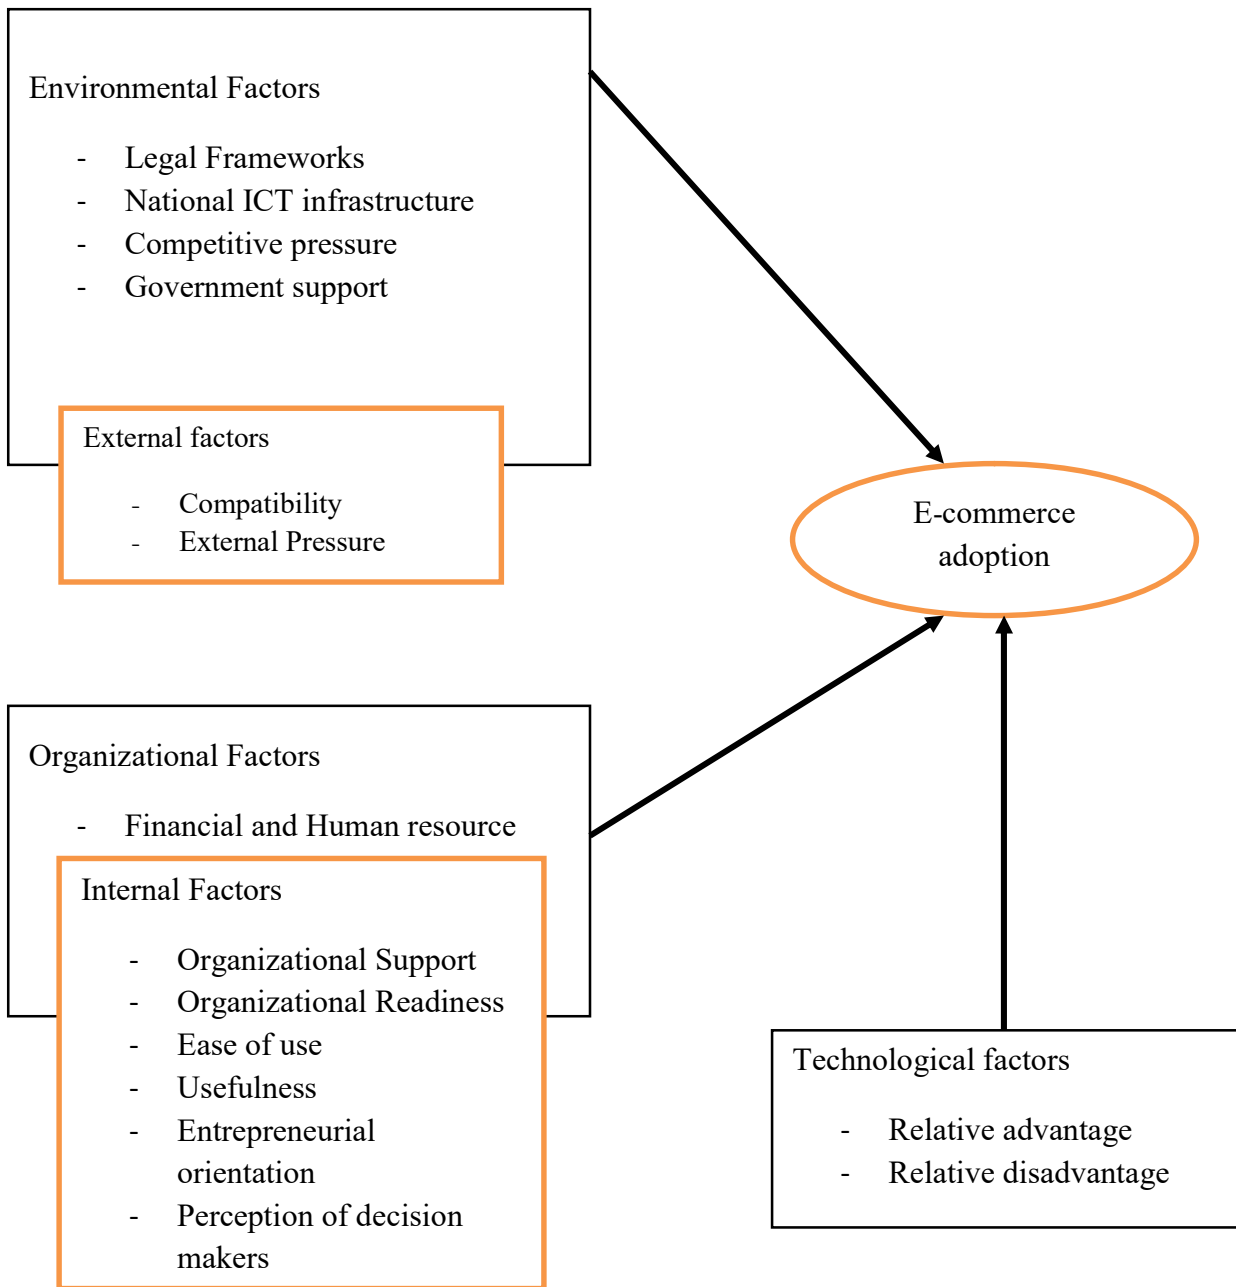 Environmental Factors
- Legal Frameworks
- National ICT infrastructure
- Competitive pressure
- Government support
External factors
- Compatibility
- External Pressure
E-commerce
adoption
Organizational Factors
- Financial and Human resource
Internal Factors
- Organizational Support
- Organizational Readiness
- Ease of use
- Usefulness
- Entrepreneurial
orientation
- Perception of decision
makers
Technological factors
- Relative advantage
- Relative disadvantage